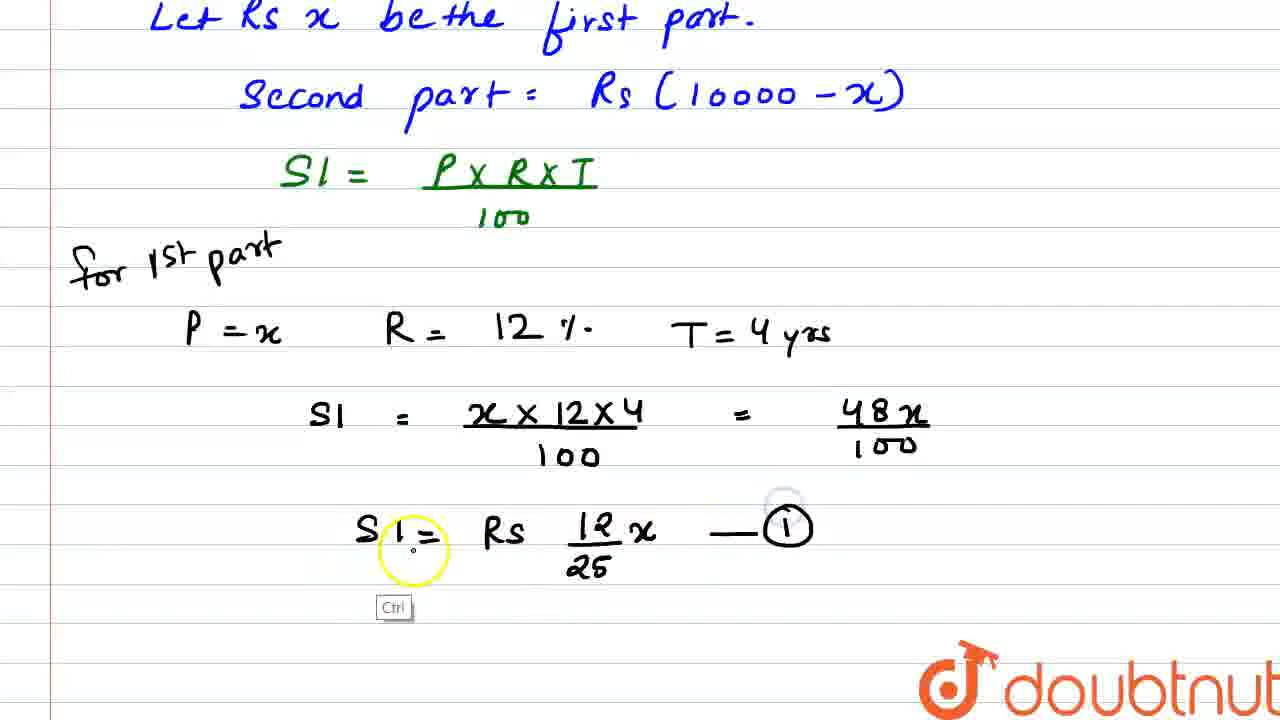 Let Rs x be the first part.
Second part = Rs (10000 - x)
SI = P x R x T
100
for 1st part
P = x R = 12 % T = 4 yrs
SI = x x 12 x 4 = 48x
100 100
SI = Rs 12 x — 1
25
Ctrl
doubtnut